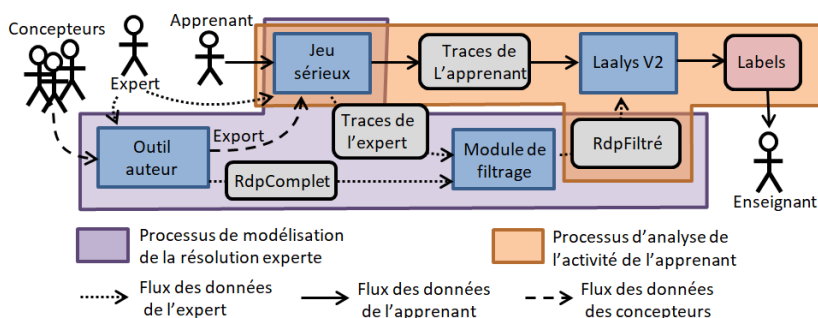 Concepteurs
Expert
Apprenant
Jeu
sérieux
Traces de
L'apprenant
Laalys V2
Labels
Outil
auteur
Export
Traces de
l'expert
RdpComplet
Module de
filtrage
RdpFiltré
Enseignant
Processus de modélisation
de la résolution experte
Processus d'analyse de
l'activité de l'apprenant
Flux des données
de l'expert
Flux des données
de l'apprenant
Flux des données
des concepteurs